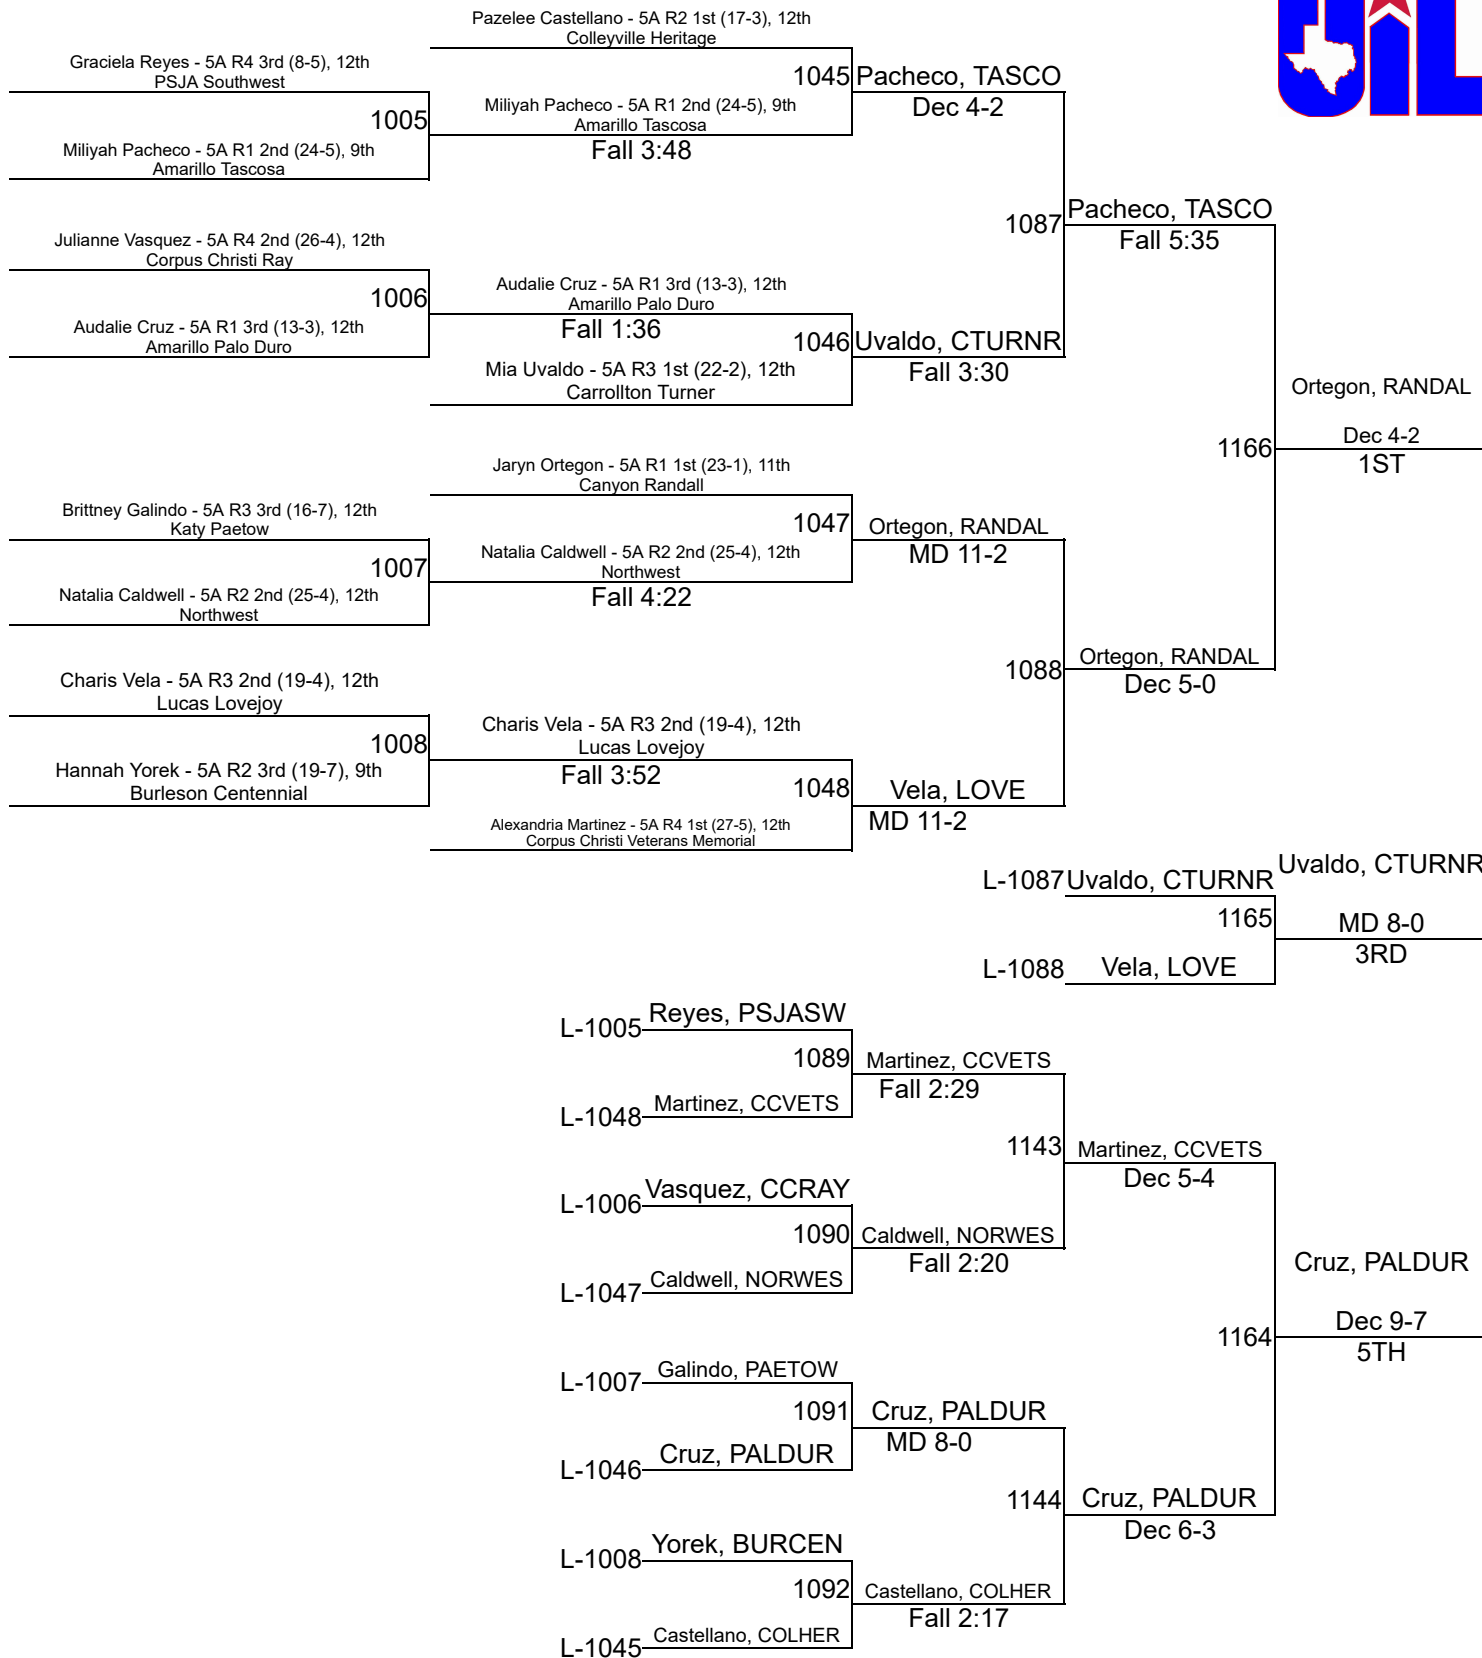 Pazelee Castellano - 5A R2 1st (17-3), 12th
Colleyville Heritage
UIL
Graciela Reyes - 5A R4 3rd (8-5), 12th
PSJA Southwest
1045
Pacheco, TASCO
Dec 4-2
1005
Miliyah Pacheco - 5A R1 2nd (24-5), 9th
Amarillo Tascosa
Fall 3:48
Miliyah Pacheco - 5A R1 2nd (24-5), 9th
Amarillo Tascosa
1087
Pacheco, TASCO
Fall 5:35
Julianne Vasquez - 5A R4 2nd (26-4), 12th
Corpus Christi Ray
1006
Audalie Cruz - 5A R1 3rd (13-3), 12th
Amarillo Palo Duro
Fall 1:36
Audalie Cruz - 5A R1 3rd (13-3), 12th
Amarillo Palo Duro
1046
Uvaldo, CTURNR
Fall 3:30
Mia Uvaldo - 5A R3 1st (22-2), 12th
Carrollton Turner
Ortegon, RANDAL
1166
Dec 4-2
1ST
Jaryn Ortegon - 5A R1 1st (23-1), 11th
Canyon Randall
Brittney Galindo - 5A R3 3rd (16-7), 12th
Katy Paetow
1047
Ortegon, RANDAL
MD 11-2
1007
Natalia Caldwell - 5A R2 2nd (25-4), 12th
Northwest
Fall 4:22
Natalia Caldwell - 5A R2 2nd (25-4), 12th
Northwest
1088
Ortegon, RANDAL
Dec 5-0
Charis Vela - 5A R3 2nd (19-4), 12th
Lucas Lovejoy
1008
Charis Vela - 5A R3 2nd (19-4), 12th
Lucas Lovejoy
Fall 3:52
Hannah Yorek - 5A R2 3rd (19-7), 9th
Burleson Centennial
1048
Vela, LOVE
MD 11-2
Alexandria Martinez - 5A R4 1st (27-5), 12th
Corpus Christi Veterans Memorial
L-1087
Uvaldo, CTURNR
Uvaldo, CTURNR
1165
MD 8-0
3RD
L-1088
Vela, LOVE
L-1005
Reyes, PSJASW
1089
Martinez, CCVETS
Fall 2:29
L-1048
Martinez, CCVETS
1143
Martinez, CCVETS
Dec 5-4
L-1006
Vasquez, CCRAY
1090
Caldwell, NORWES
Fall 2:20
L-1047
Caldwell, NORWES
Cruz, PALDUR
1164
Dec 9-7
5TH
L-1007
Galindo, PAETOW
1091
Cruz, PALDUR
MD 8-0
L-1046
Cruz, PALDUR
1144
Cruz, PALDUR
Dec 6-3
L-1008
Yorek, BURCEN
1092
Castellano, COLHER
Fall 2:17
L-1045
Castellano, COLHER